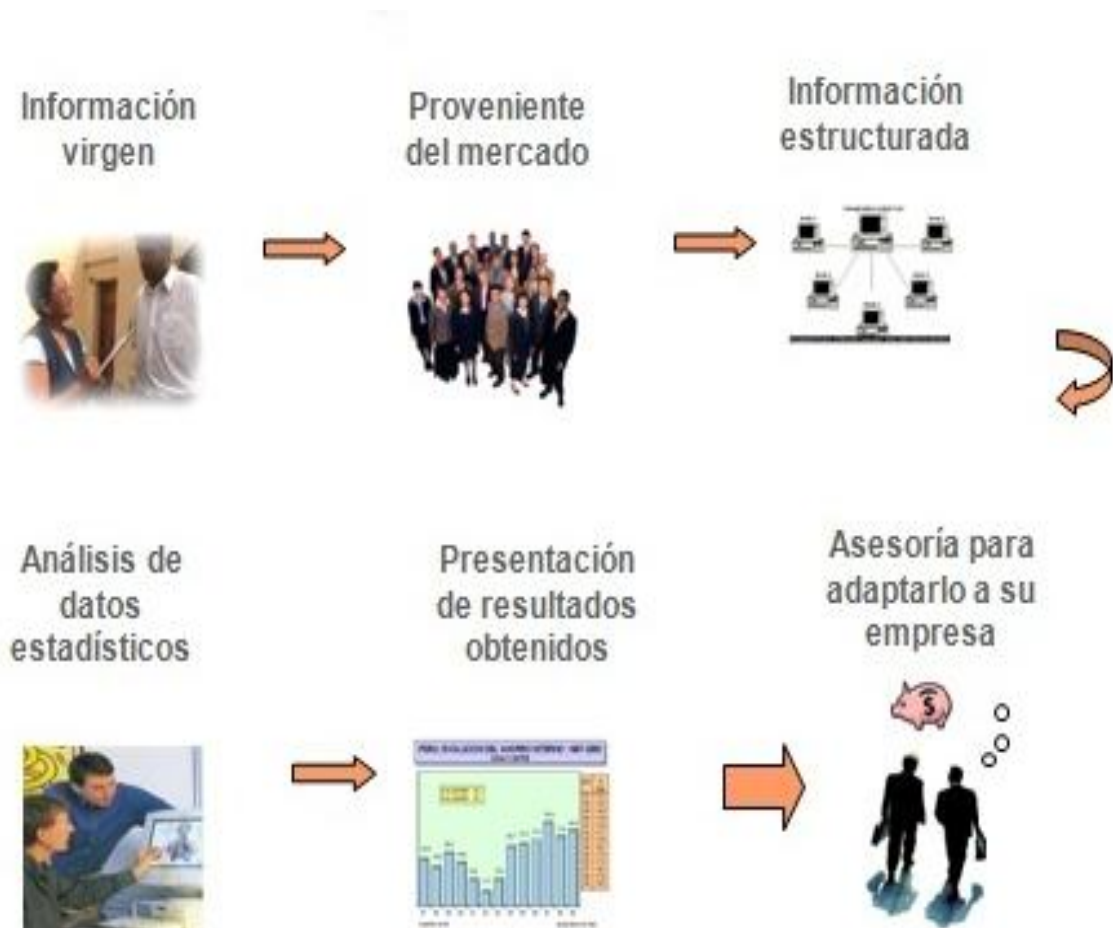 Información
virgen
Proveniente
del mercado
Información
estructurada
Análisis de
datos
estadísticos
Presentación
de resultados
obtenidos
Asesoría para
adaptarlo a su
empresa
$